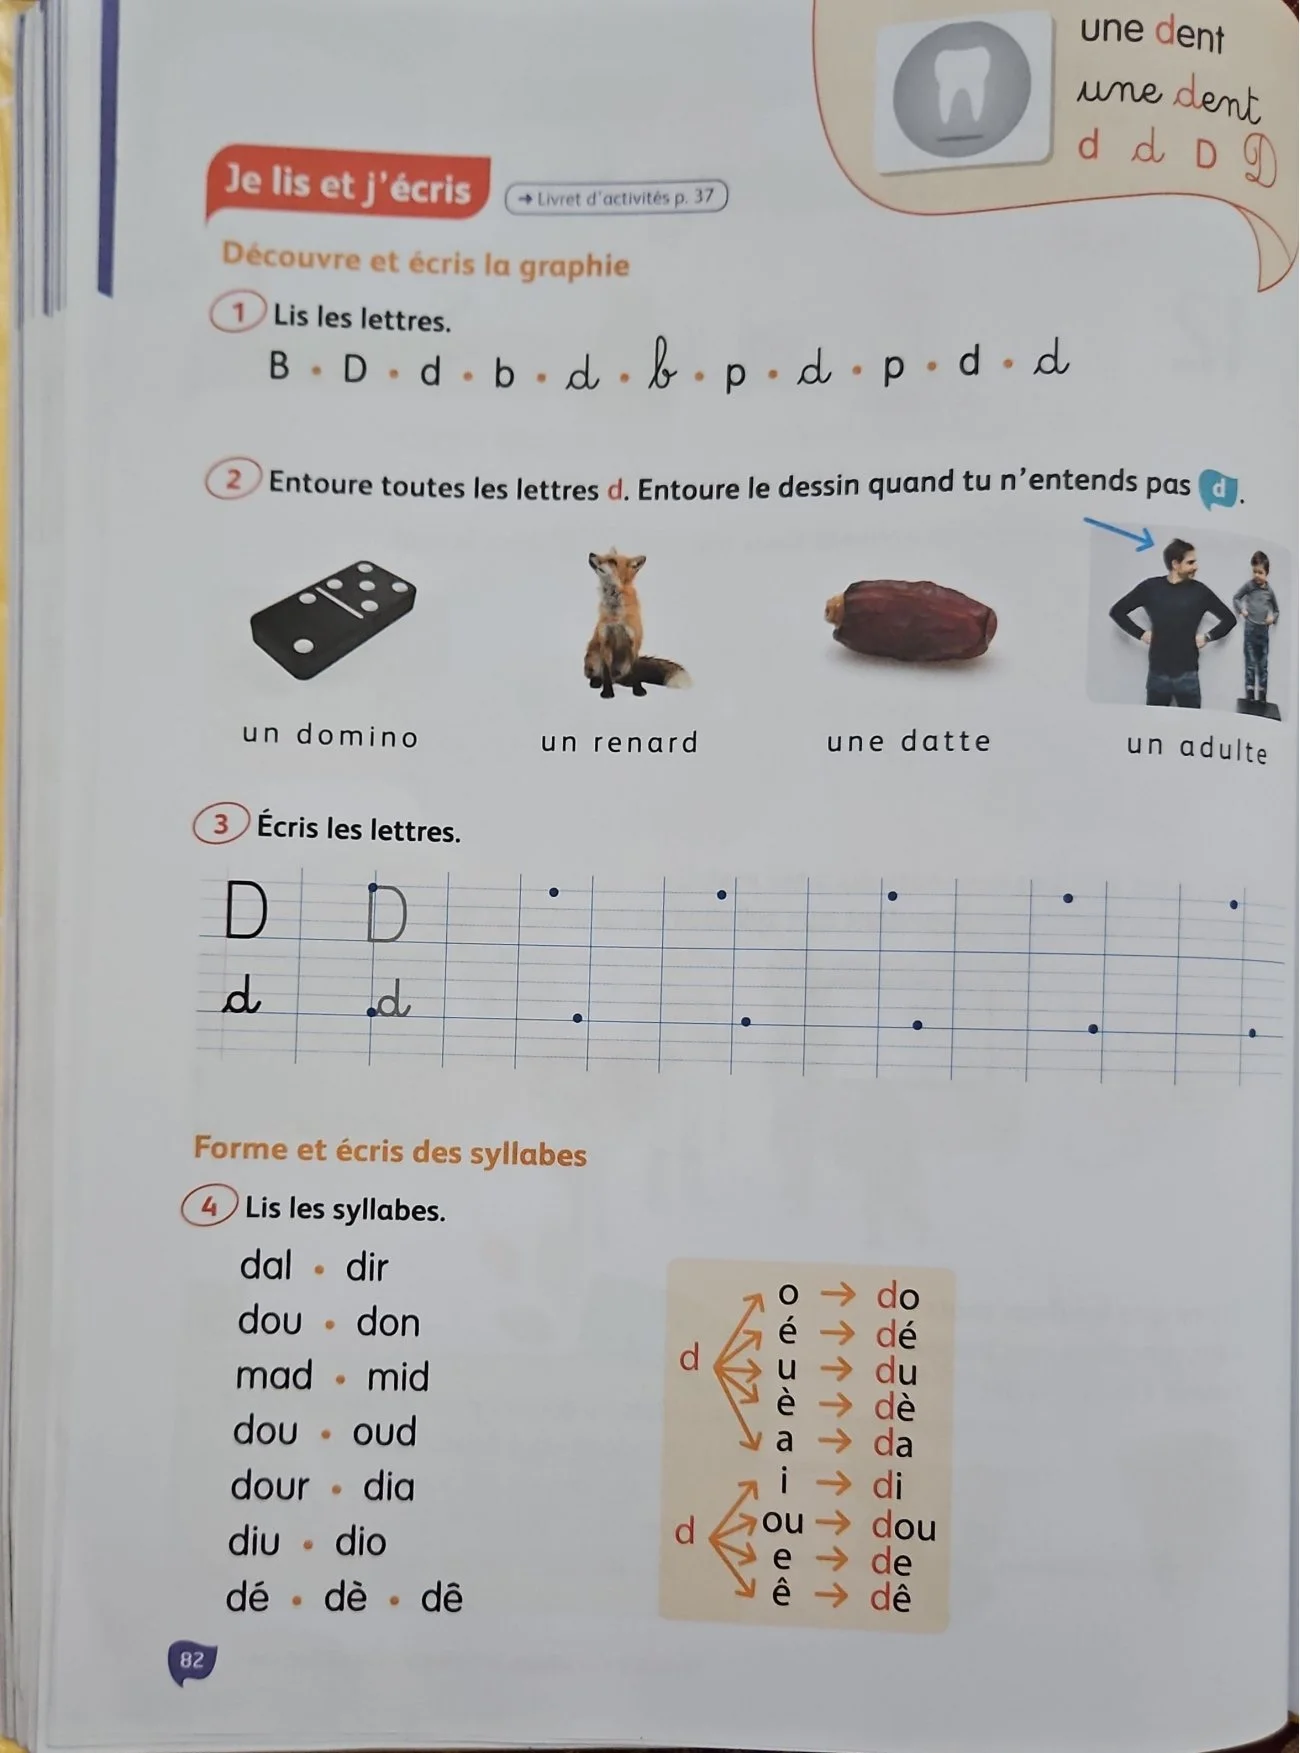 une dent
une dent
d d D D
Je lis et j'écris
→ Livret d'activités p. 37
Découvre et écris la graphie
1 Lis les lettres.
B • D • d • b • d • b • p • d • p • d • d
2 Entoure toutes les lettres d. Entoure le dessin quand tu n'entends pas d.
un domino
un renard
une datte
un adulte
3 Écris les lettres.
D D
d d
Forme et écris des syllabes
4 Lis les syllabes.
dal • dir
dou • don
mad • mid
dou • oud
dour • dia
diu • dio
dé • dè • dê
d
o → do
é → dé
u → du
è → dè
a → da
d
i → di
ou → dou
e → de
ê → dê
82